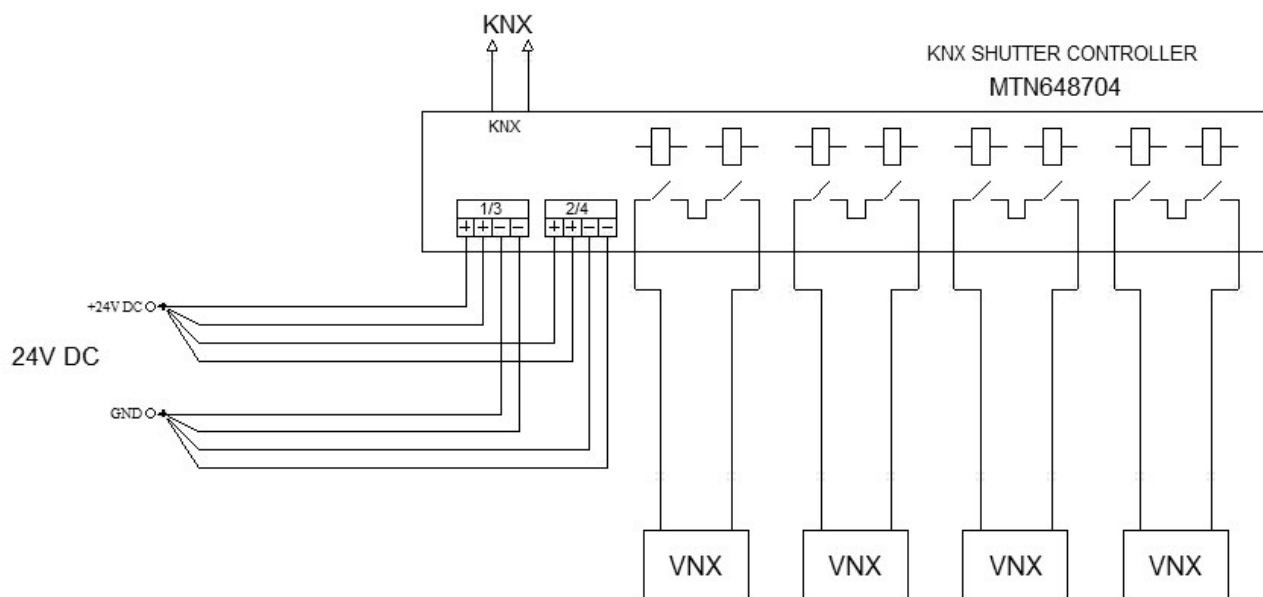 KNX
KNX SHUTTER CONTROLLER
MTN648704
KNX
1/3 2/4
+ + − − + + − −
+24V DC
24V DC
GND
VNX VNX VNX VNX